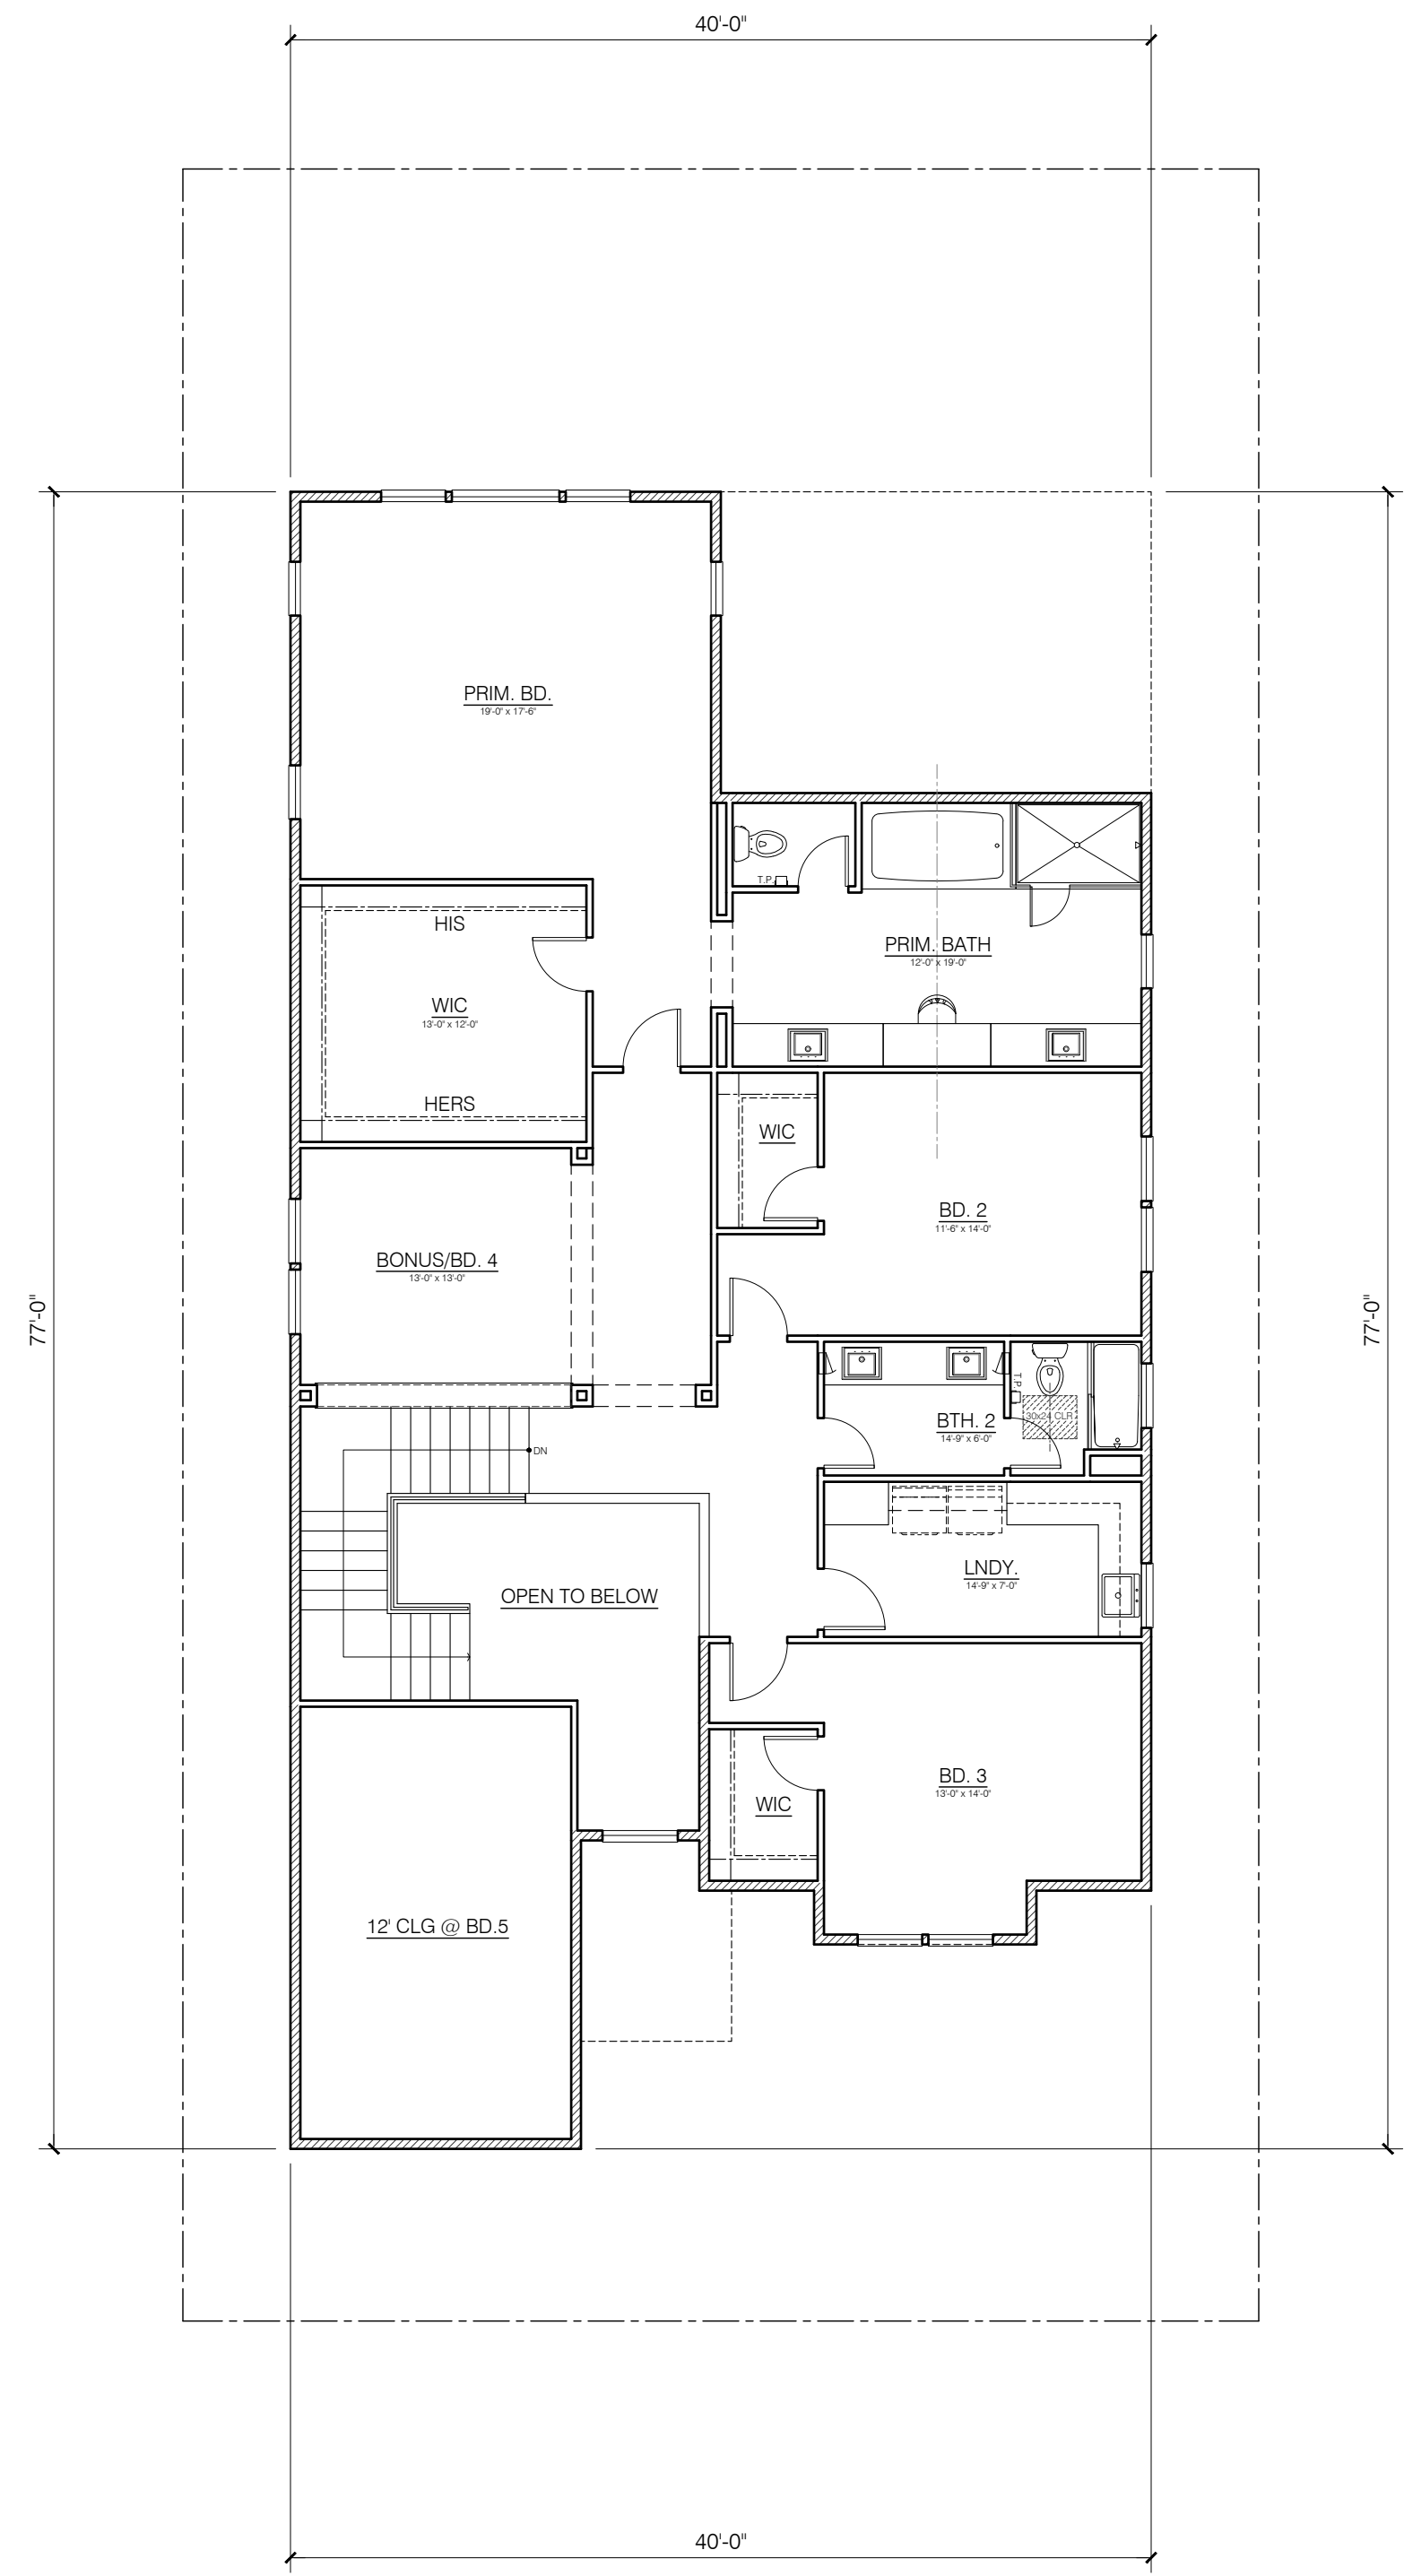 40'-0"
PRIM. BD.
19'-0" x 17'-6"
T.P.
HIS
PRIM. BATH
12'-0" x 19'-0"
WIC
13'-0" x 12'-0"
HERS
WIC
BD. 2
11'-6" x 14'-0"
BONUS/BD. 4
13'-0" x 13'-0"
77'-0"
77'-0"
T.P.
30x24 CLR
BTH. 2
14'-9" x 6'-0"
DN
LNDY.
14'-9" x 7'-0"
OPEN TO BELOW
BD. 3
13'-0" x 14'-0"
WIC
12' CLG @ BD.5
40'-0"